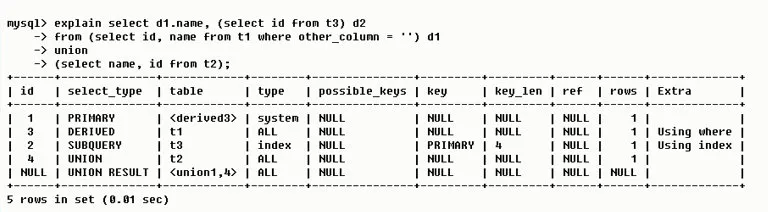 mysql> explain select d1.name, (select id from t3) d2
    -> from (select id, name from t1 where other_column = '') d1
    -> union
    -> (select name, id from t2);
+------+--------------+------------+--------+---------------+---------+---------+------+------+-------------+
| id   | select_type  | table      | type   | possible_keys | key     | key_len | ref  | rows | Extra       |
+------+--------------+------------+--------+---------------+---------+---------+------+------+-------------+
|  1   | PRIMARY      | <derived3> | system | NULL          | NULL    | NULL    | NULL |    1 |             |
|  3   | DERIVED      | t1         | ALL    | NULL          | NULL    | NULL    | NULL |    1 | Using where |
|  2   | SUBQUERY     | t3         | index  | NULL          | PRIMARY | 4       | NULL |    1 | Using index |
|  4   | UNION        | t2         | ALL    | NULL          | NULL    | NULL    | NULL |    1 |             |
| NULL | UNION RESULT | <union1,4> | ALL    | NULL          | NULL    | NULL    | NULL | NULL |             |
+------+--------------+------------+--------+---------------+---------+---------+------+------+-------------+
5 rows in set (0.01 sec)